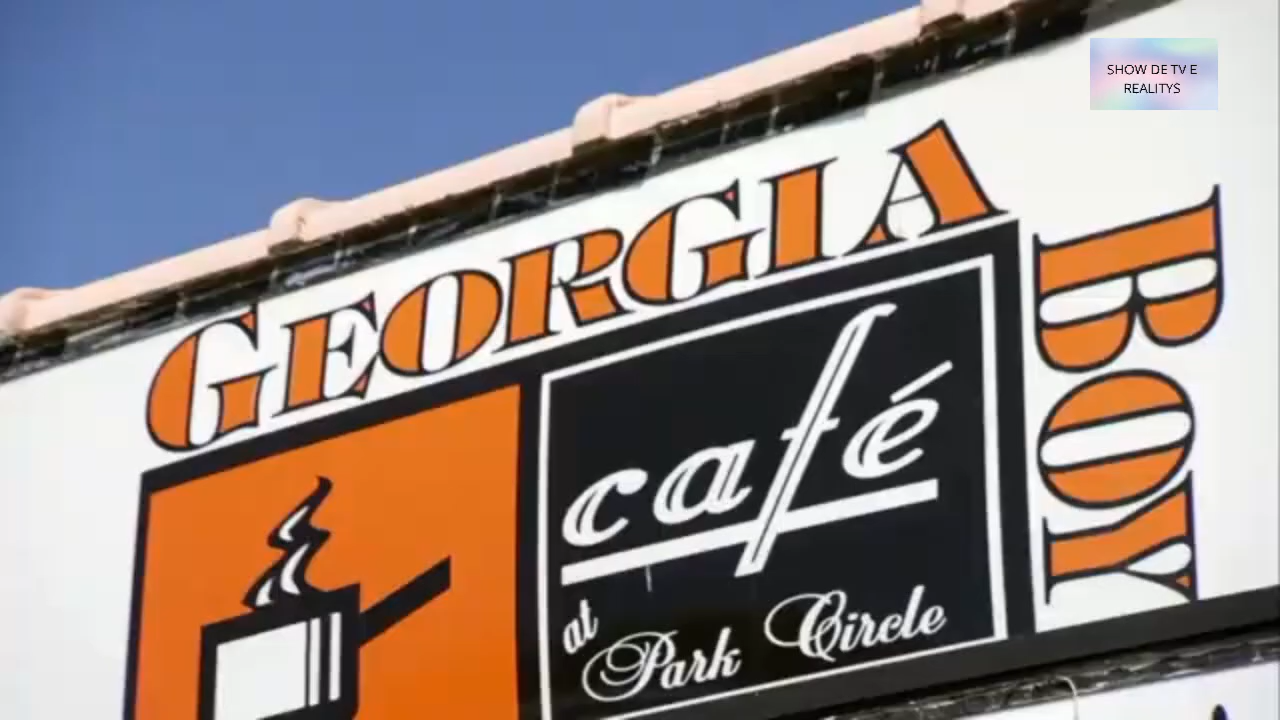 SHOW DE TV E
REALITYS
GEORGIA
BOY
café
at
Park Circle